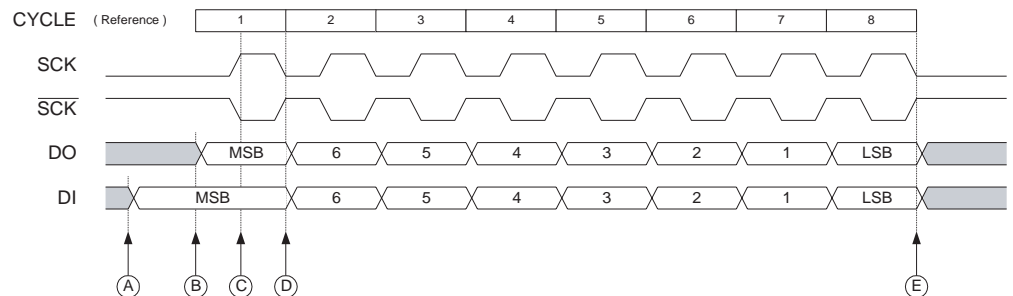 CYCLE ( Reference ) 1 2 3 4 5 6 7 8
SCK
SCK
DO MSB 6 5 4 3 2 1 LSB
DI MSB 6 5 4 3 2 1 LSB
A B C D E